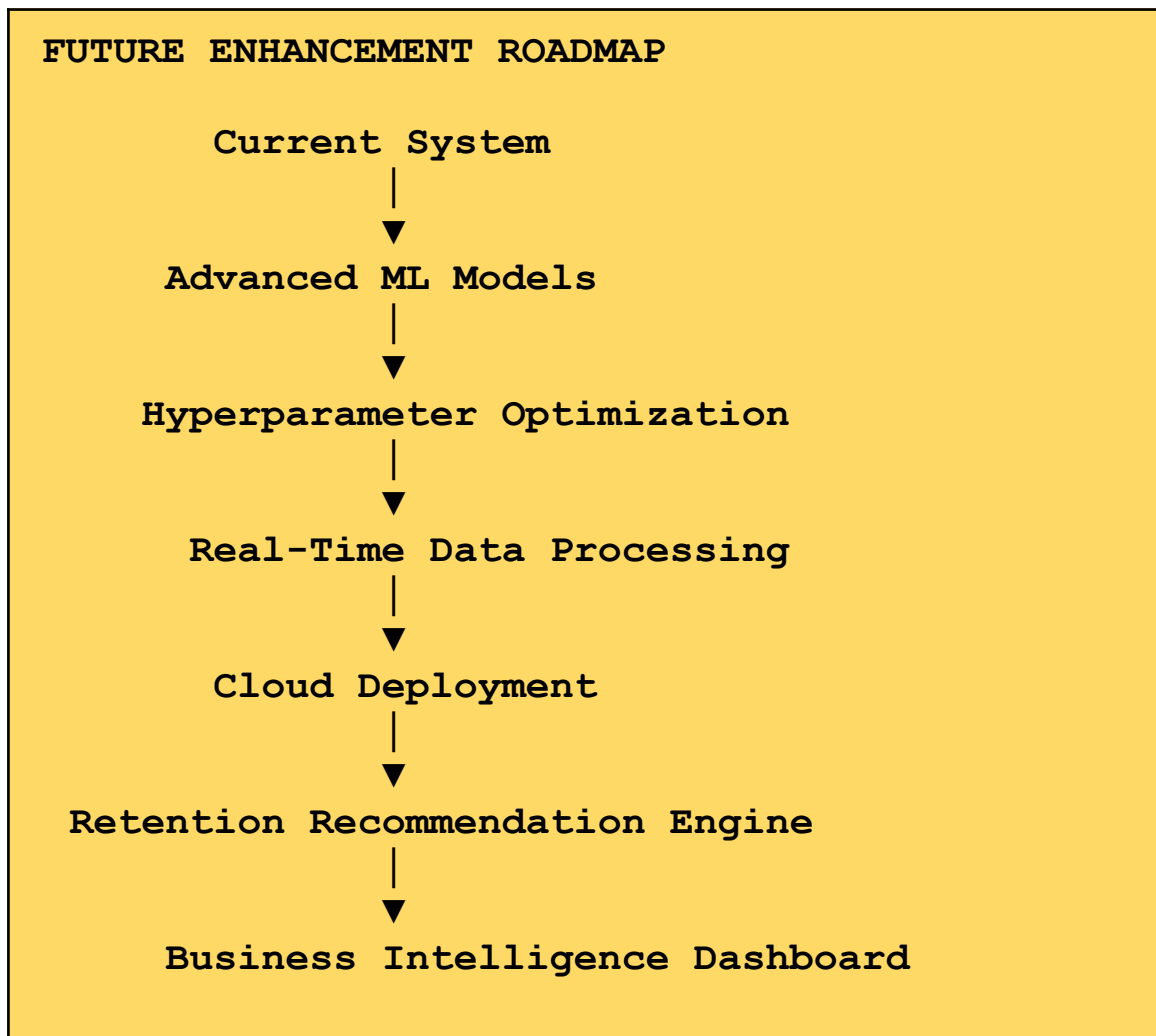 FUTURE ENHANCEMENT ROADMAP
Current System
Advanced ML Models
Hyperparameter Optimization
Real-Time Data Processing
Cloud Deployment
Retention Recommendation Engine
Business Intelligence Dashboard